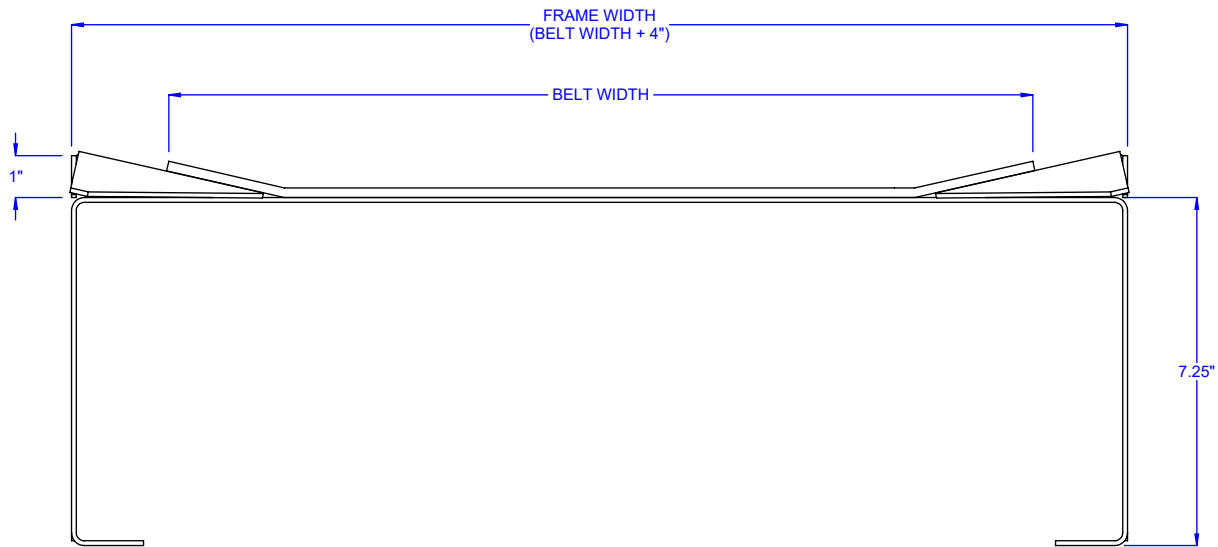 FRAME WIDTH
(BELT WIDTH + 4")
BELT WIDTH
1"
7.25"